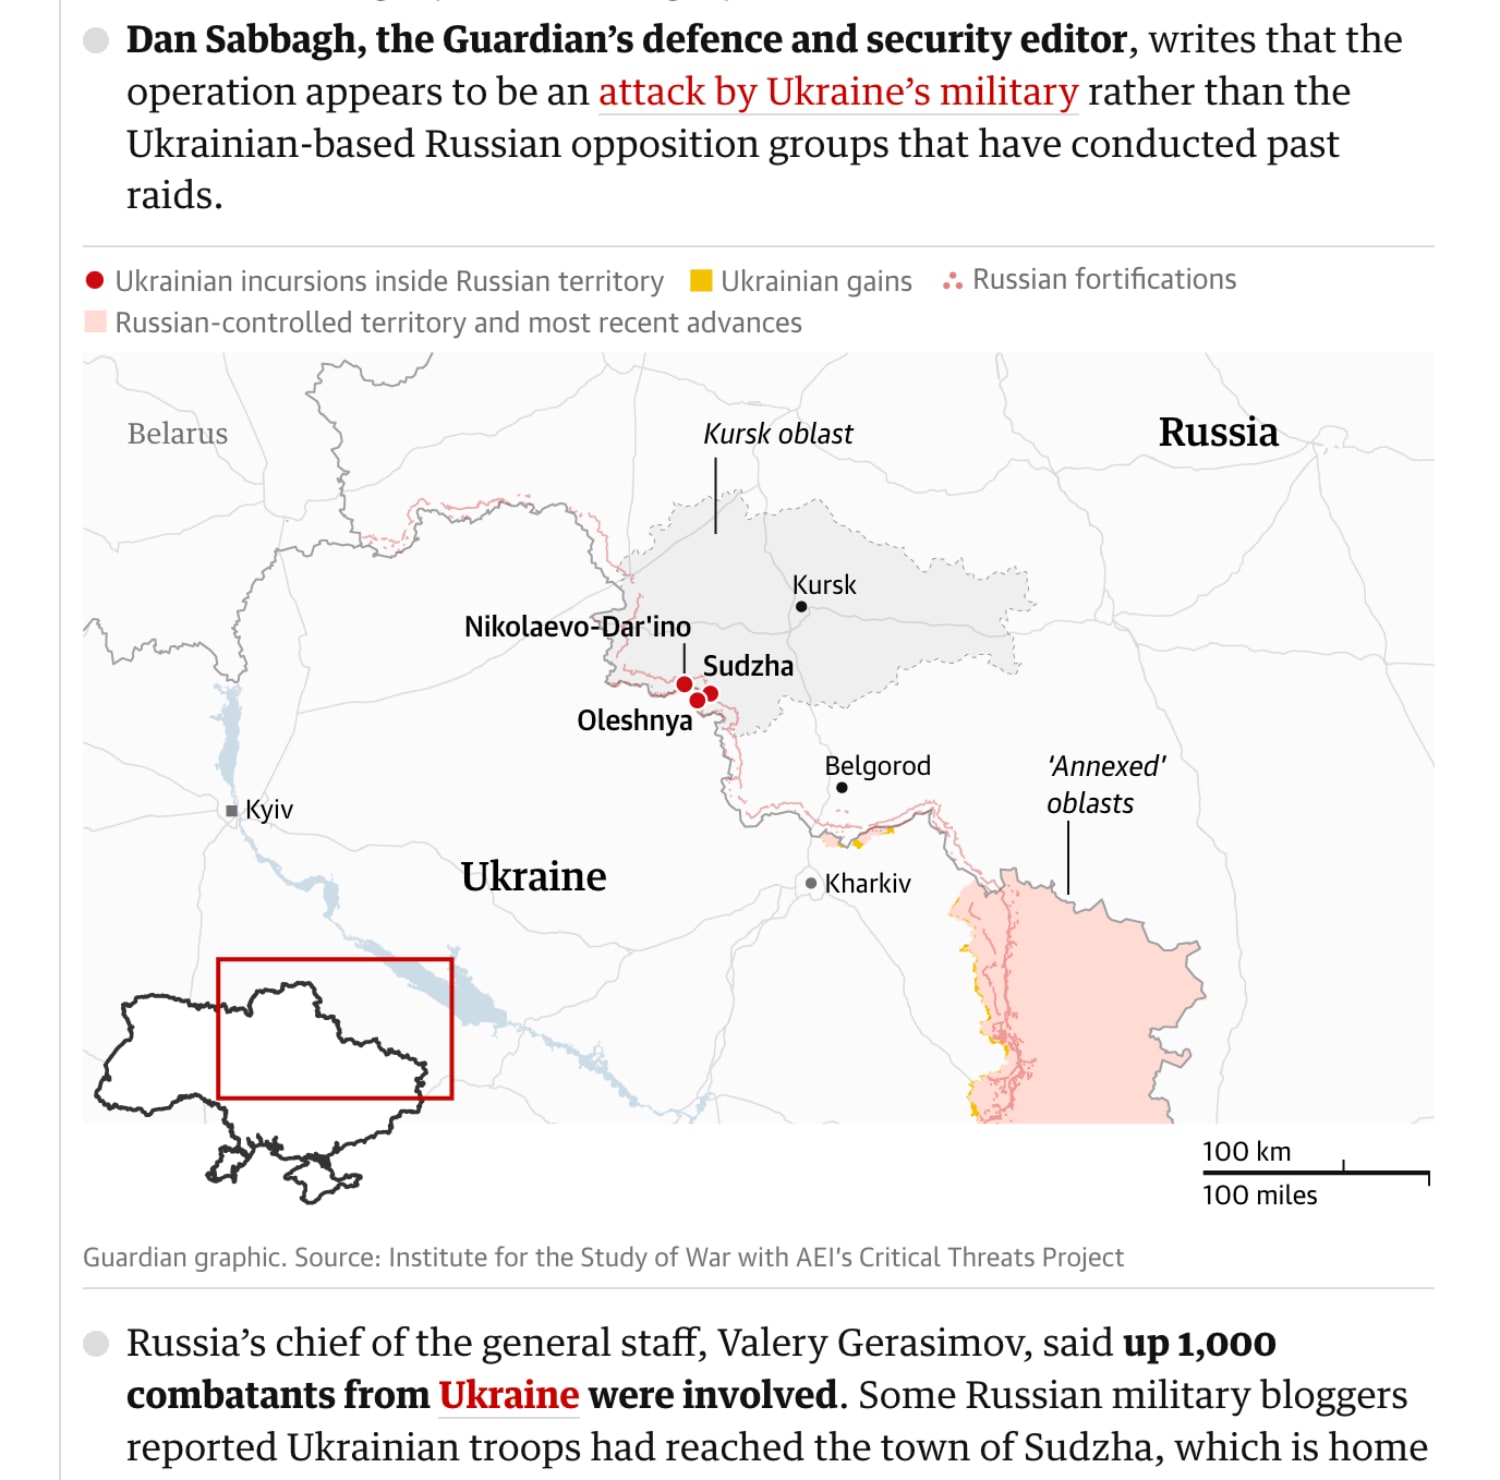 Dan Sabbagh, the Guardian’s defence and security editor, writes that the
operation appears to be an attack by Ukraine’s military rather than the
Ukrainian-based Russian opposition groups that have conducted past
raids.
Ukrainian incursions inside Russian territory Ukrainian gains Russian fortifications
Russian-controlled territory and most recent advances
Belarus
Kursk oblast
Russia
Kursk
Nikolaevo-Dar'ino
Sudzha
Oleshnya
Belgorod
'Annexed'
oblasts
Kyiv
Ukraine
Kharkiv
100 km
100 miles
Guardian graphic. Source: Institute for the Study of War with AEI’s Critical Threats Project
Russia’s chief of the general staff, Valery Gerasimov, said up 1,000
combatants from Ukraine were involved. Some Russian military bloggers
reported Ukrainian troops had reached the town of Sudzha, which is home